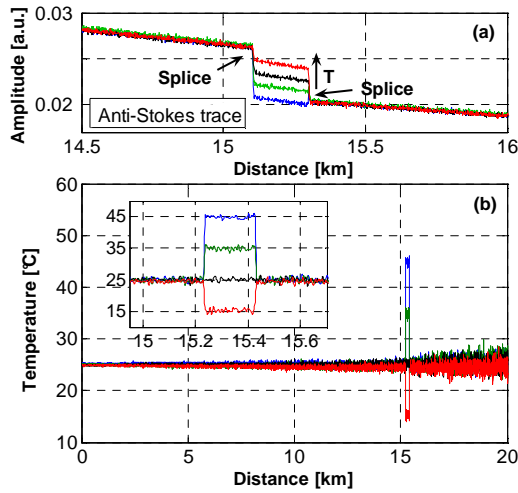 (a)
0.03
0.02
Amplitude [a.u.]
Splice
T
Splice
Anti-Stokes trace
14.5 15 15.5 16
Distance [km]
(b)
60
50
40
30
20
10
Temperature [℃]
45
35
25
15
15 15.2 15.4 15.6
0 5 10 15 20
Distance [km]